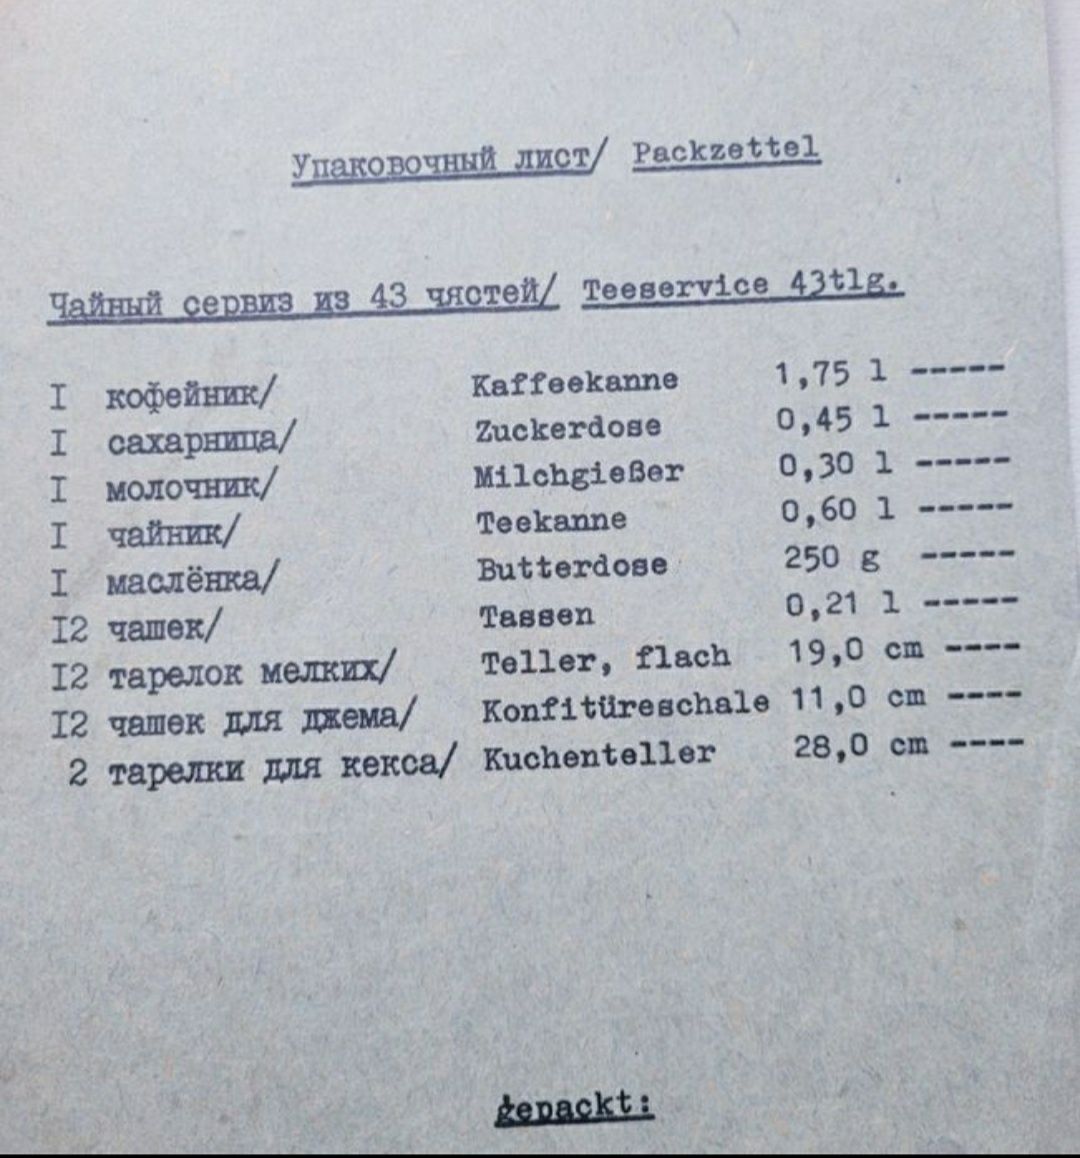 Упаковочный лист/ Packzettel
Чайный сервиз из 43 чястей/ Teeservice 43tlg.
I кофейник/ Kaffeekanne 1,75 l -----
I сахарница/ Zuckerdose 0,45 l -----
I молочник/ Milchgießer 0,30 l -----
I чайник/ Teekanne 0,60 l -----
I маслёнка/ Butterdose 250 g -----
I2 чашек/ Tassen 0,21 l -----
I2 тарелок мелких/ Teller, flach 19,0 cm ----
I2 чашек для джема/ Konfitüreschale 11,0 cm ----
2 тарелки для кекса/ Kuchenteller 28,0 cm ----
gepackt: